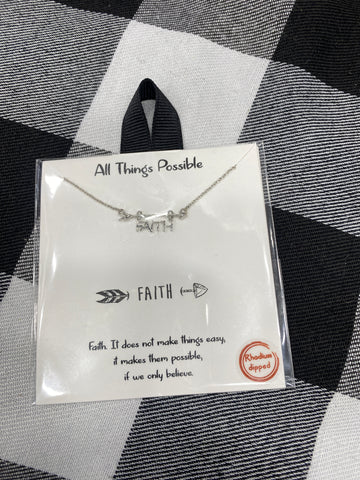 All Things Possible
FAITH
FAITH
Faith. It does not make things easy,
it makes them possible,
if we only believe.
Rhodium
dipped